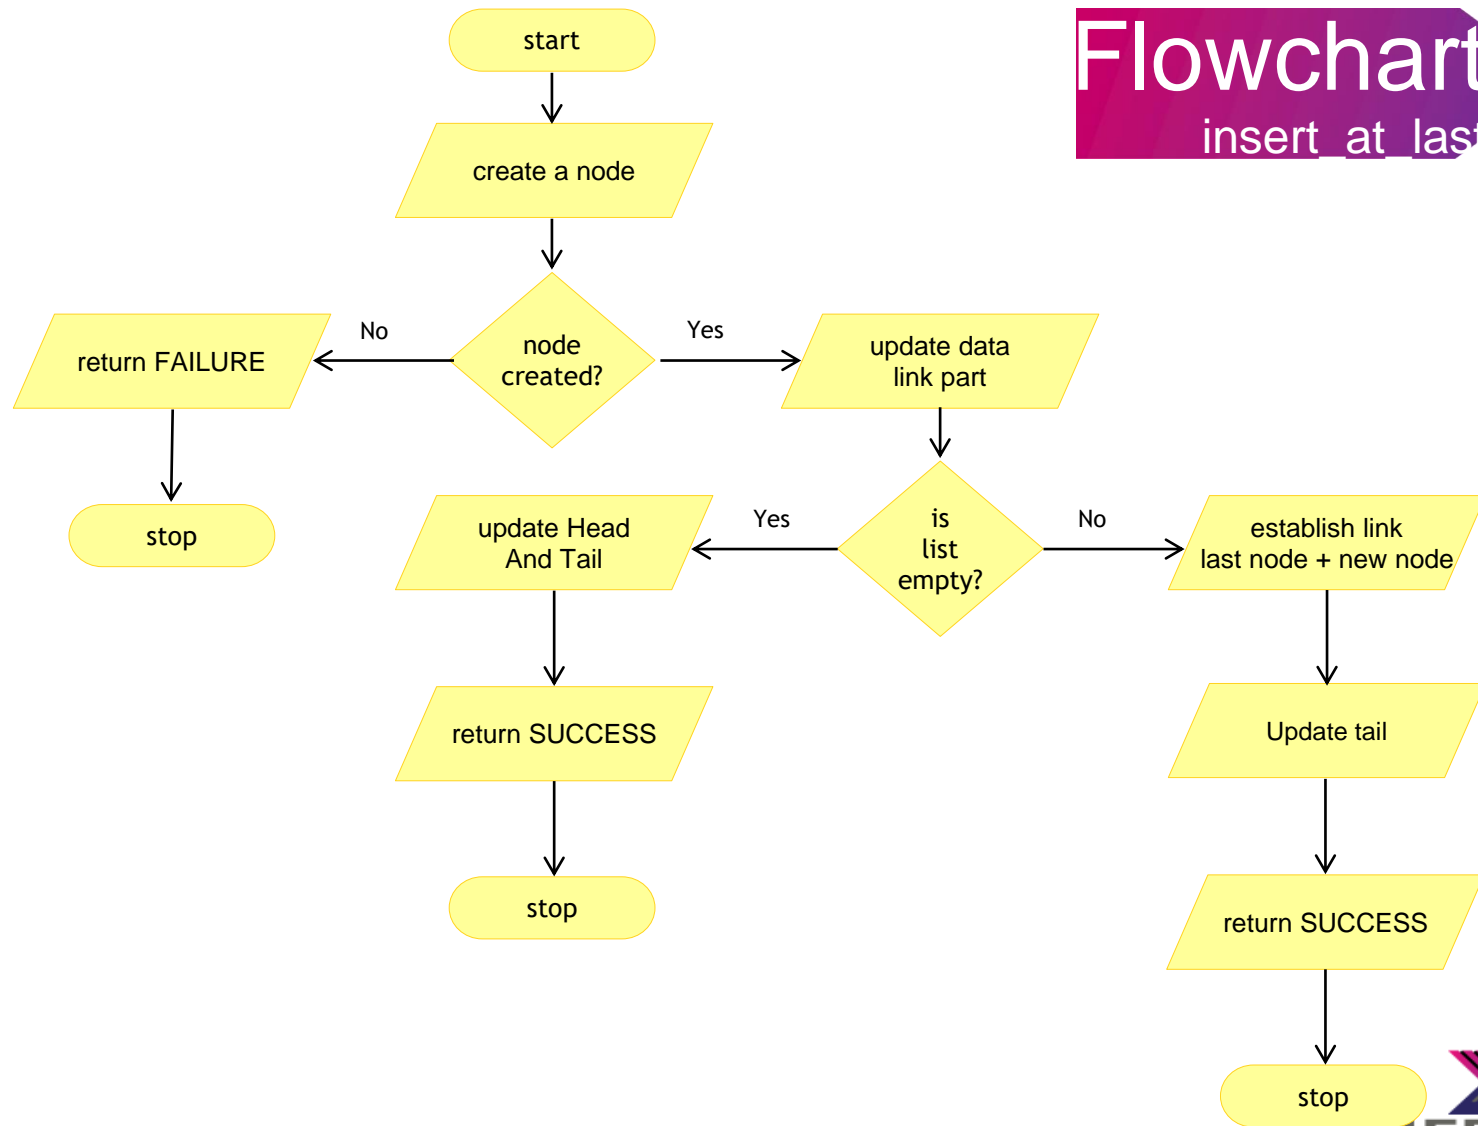 Flowchart
insert_at_last
start
create a node
node
created?
No
Yes
return FAILURE
stop
update data
link part
is
list
empty?
Yes
No
update Head
And Tail
return SUCCESS
stop
establish link
last node + new node
Update tail
return SUCCESS
stop